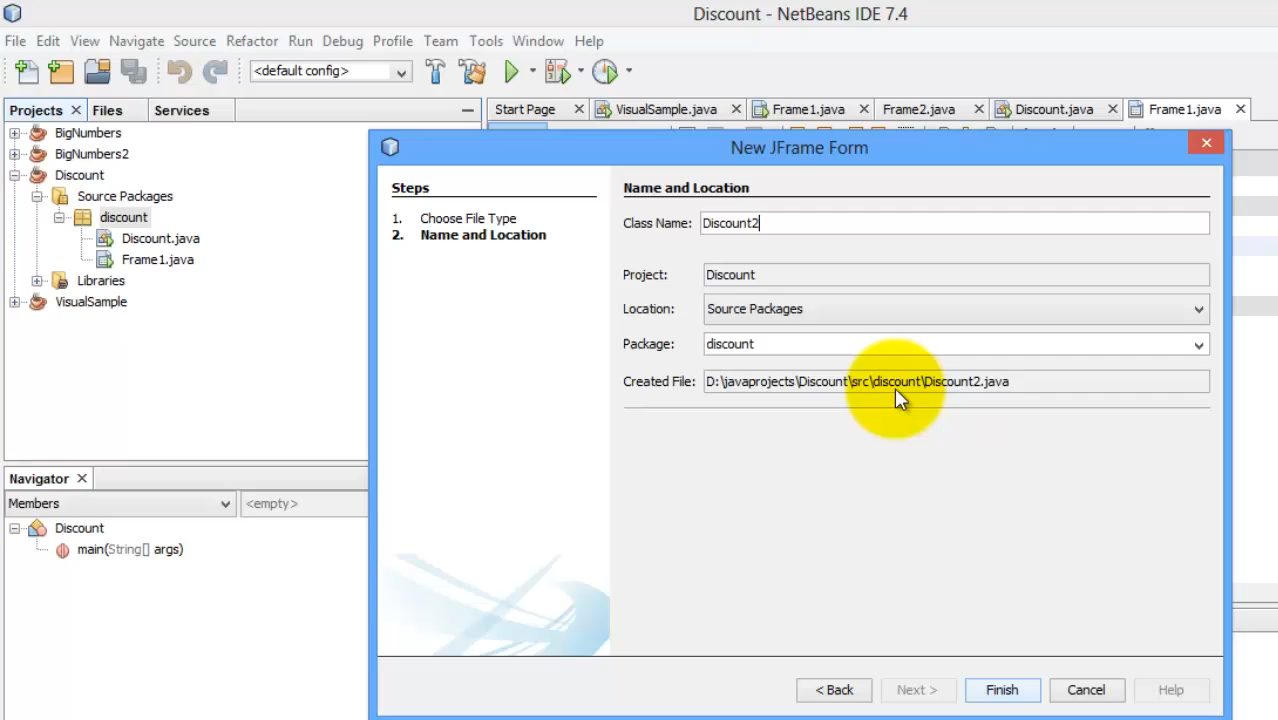 Discount - NetBeans IDE 7.4
File Edit View Navigate Source Refactor Run Debug Profile Team Tools Window Help
<default config>
Projects Files Services
Start Page VisualSample.java Frame1.java Frame2.java Discount.java Frame1.java
BigNumbers
BigNumbers2
Discount
Source Packages
discount
Discount.java
Frame1.java
Libraries
VisualSample
Navigator
Members <empty>
Discount
main(String[] args)
New JFrame Form
Steps
1. Choose File Type
2. Name and Location
Name and Location
Class Name: Discount2
Project: Discount
Location: Source Packages
Package: discount
Created File: D:\javaprojects\Discount\src\discount\Discount2.java
< Back Next > Finish Cancel Help